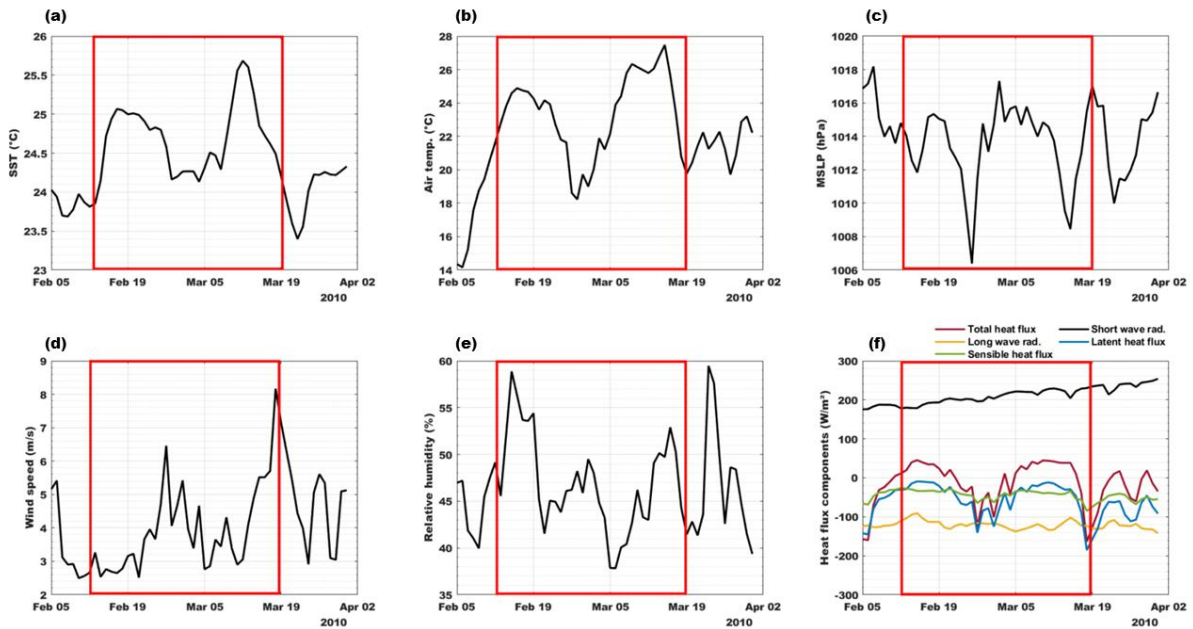 (a)
26
25.5
25
24.5
24
23.5
23
SST (°C)
Feb 05 Feb 19 Mar 05 Mar 19 Apr 02
2010
(b)
28
26
24
22
20
18
16
14
Air temp. (°C)
Feb 05 Feb 19 Mar 05 Mar 19 Apr 02
2010
(c)
1020
1018
1016
1014
1012
1010
1008
1006
MSLP (hPa)
Feb 05 Feb 19 Mar 05 Mar 19 Apr 02
2010
(d)
9
8
7
6
5
4
3
2
Wind speed (m/s)
Feb 05 Feb 19 Mar 05 Mar 19 Apr 02
2010
(e)
60
55
50
45
40
35
Relative humidity (%)
Feb 05 Feb 19 Mar 05 Mar 19 Apr 02
2010
Total heat flux Short wave rad.
Long wave rad. Latent heat flux
Sensible heat flux
(f)
300
200
100
0
-100
-200
-300
Heat flux components (W/m²)
Feb 05 Feb 19 Mar 05 Mar 19 Apr 02
2010